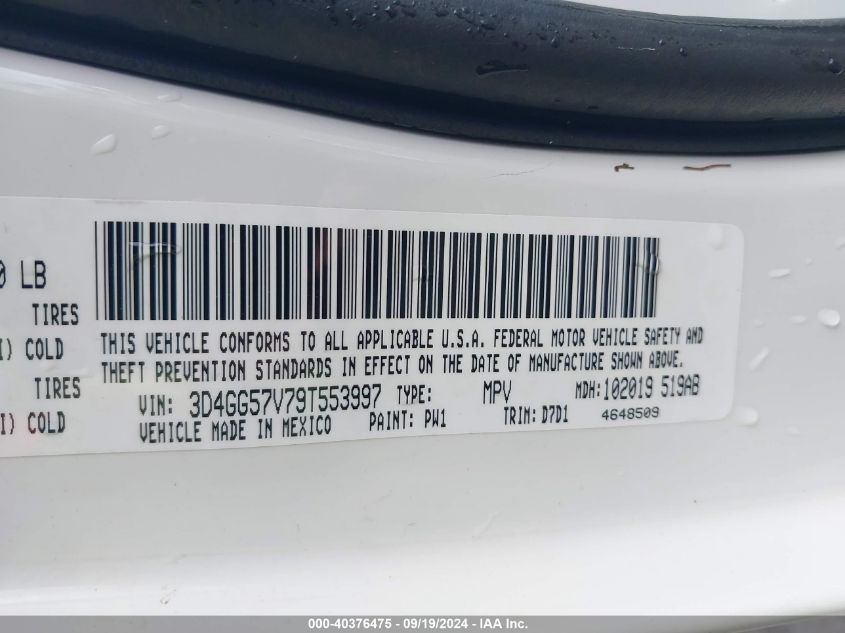 0 LB
TIRES
I) COLD
TIRES
I) COLD
THIS VEHICLE CONFORMS TO ALL APPLICABLE U.S.A. FEDERAL MOTOR VEHICLE SAFETY AND
THEFT PREVENTION STANDARDS IN EFFECT ON THE DATE OF MANUFACTURE SHOWN ABOVE.
VIN: 3D4GG57V79T553997 TYPE: MPV MDH: 102019 519AB
VEHICLE MADE IN MEXICO PAINT: PW1 TRIM: D7D1 4648509
000-40376475 - 09/19/2024 - IAA Inc.